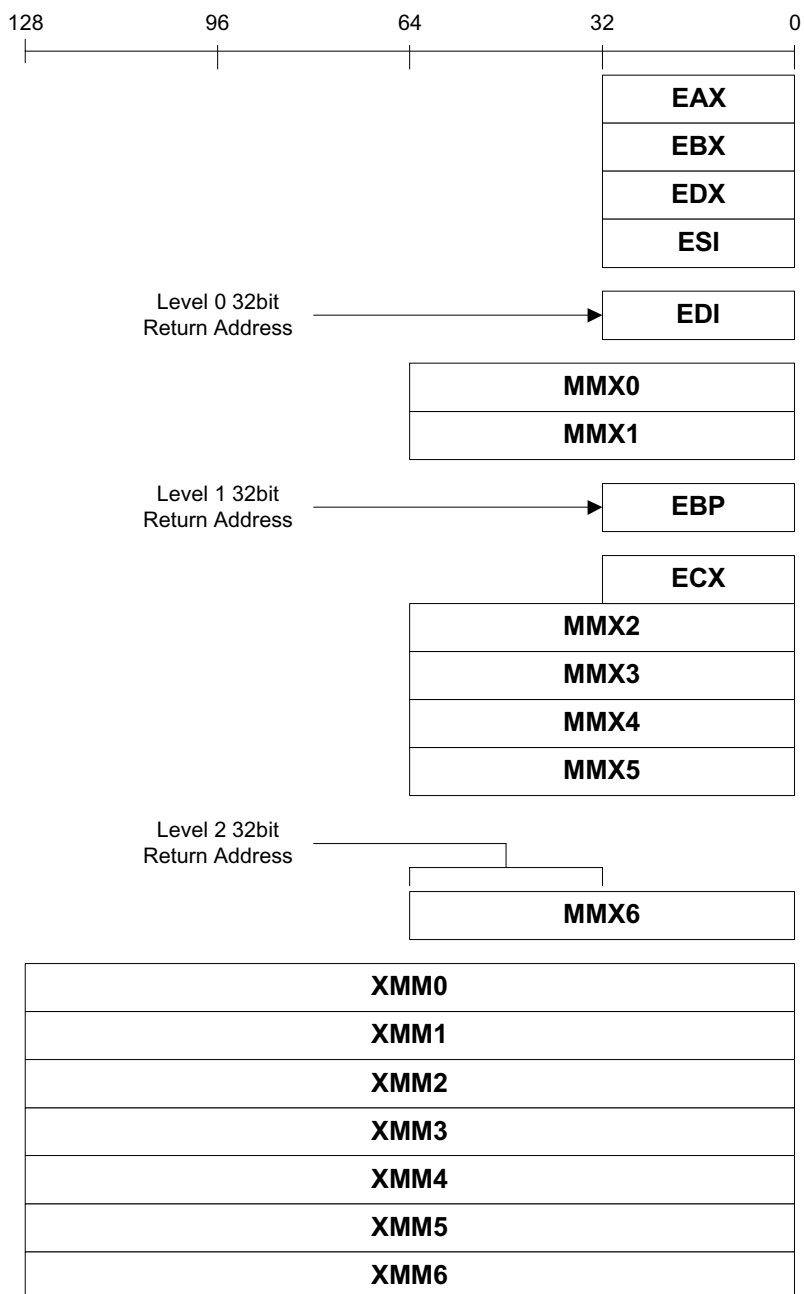 128 96 64 32 0
EAX
EBX
EDX
ESI
Level 0 32bit
Return Address
EDI
MMX0
MMX1
Level 1 32bit
Return Address
EBP
ECX
MMX2
MMX3
MMX4
MMX5
Level 2 32bit
Return Address
MMX6
XMM0
XMM1
XMM2
XMM3
XMM4
XMM5
XMM6